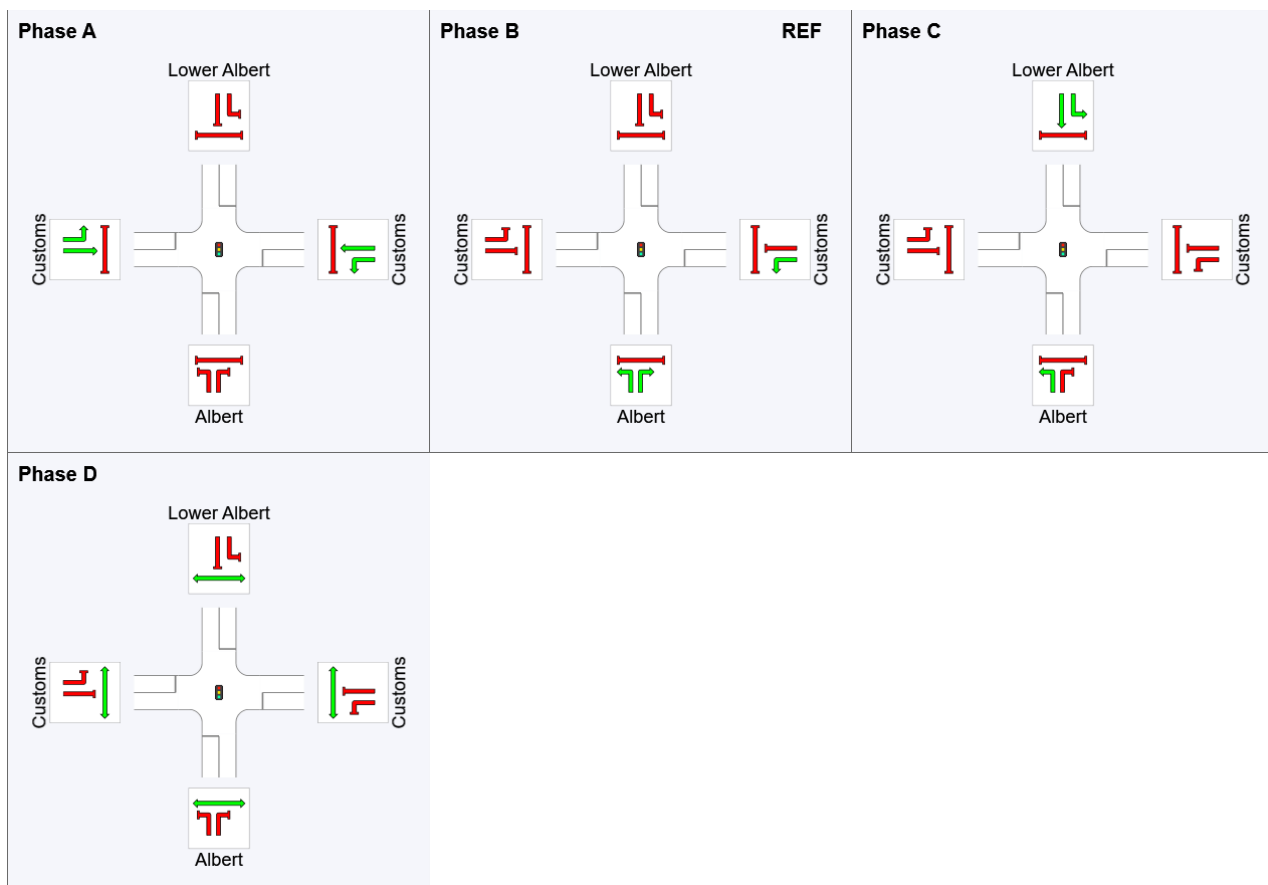 Phase A
Lower Albert
Customs
Customs
Albert
Phase B
REF
Lower Albert
Customs
Customs
Albert
Phase C
Lower Albert
Customs
Customs
Albert
Phase D
Lower Albert
Customs
Customs
Albert